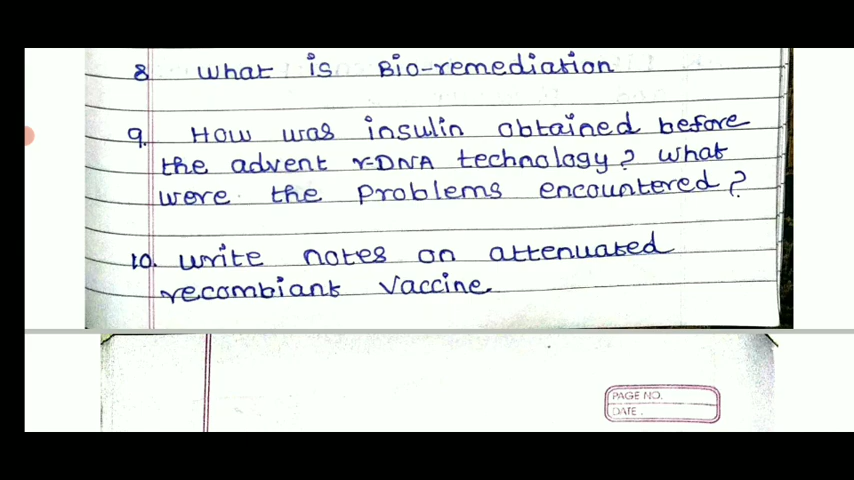 8 What is Bio-remediation
9. How was insulin obtained before
the advent r-DNA technology? What
were the problems encountered?
10. Write notes on attenuated
recombiant Vaccine.
PAGE NO.
DATE.